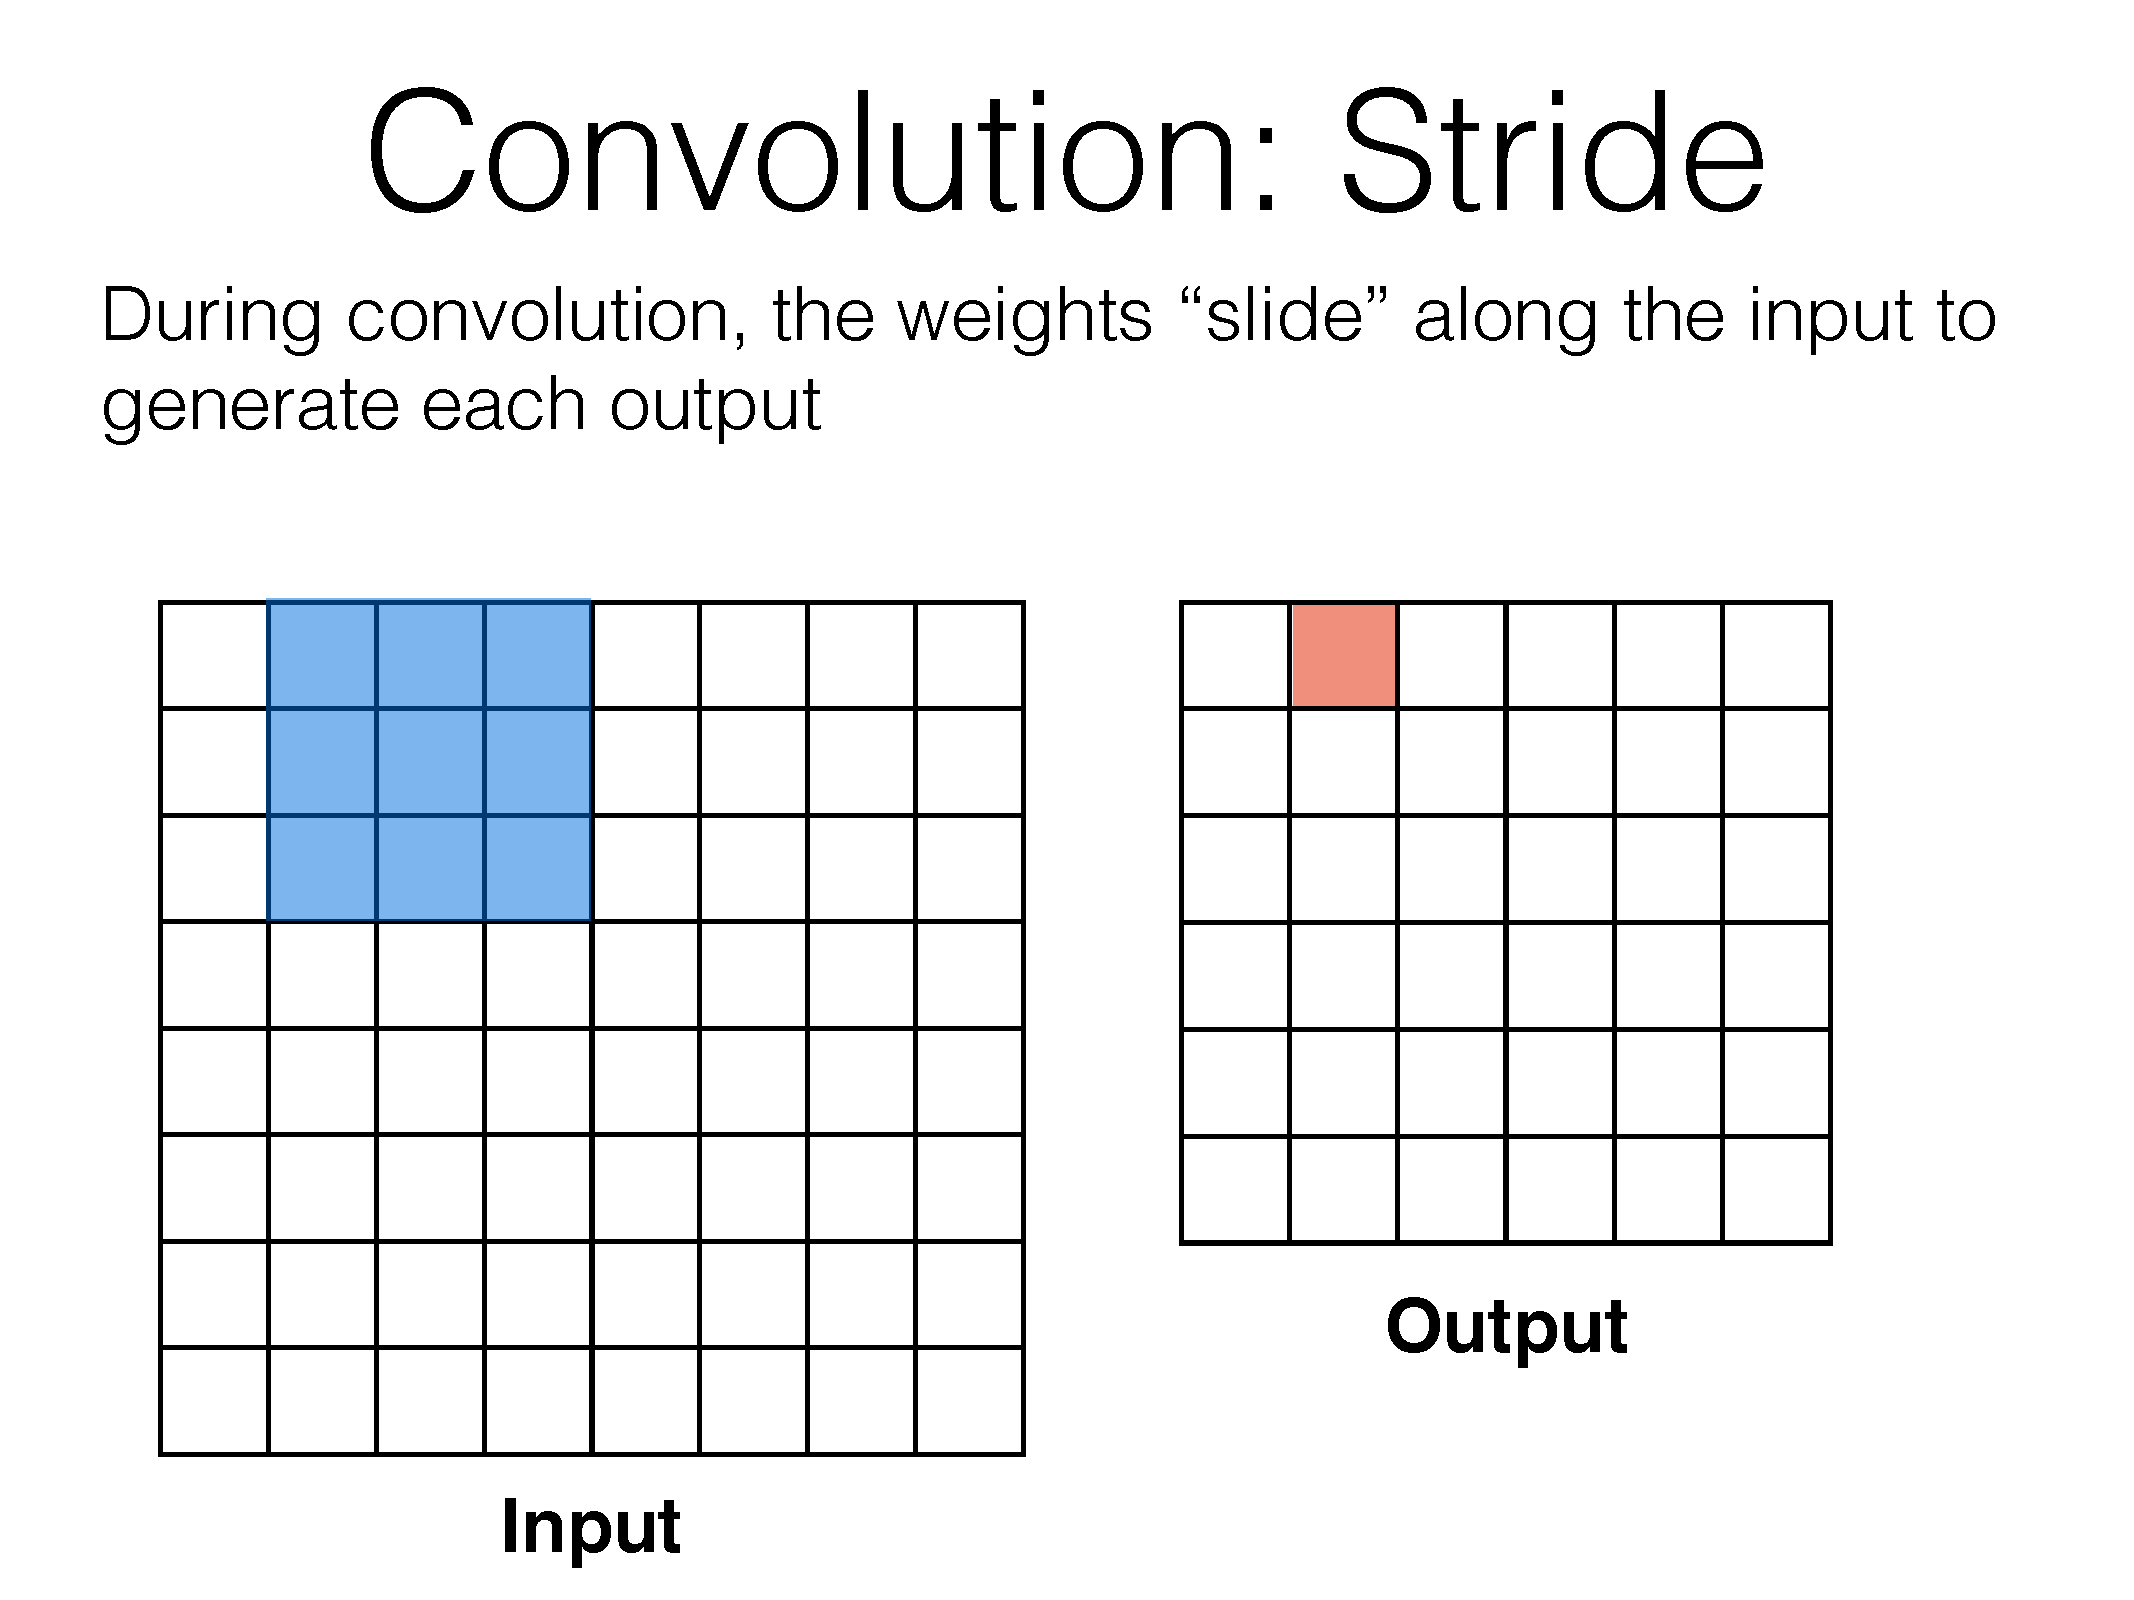 Convolution: Stride
During convolution, the weights “slide” along the input to
generate each output
Output
Input